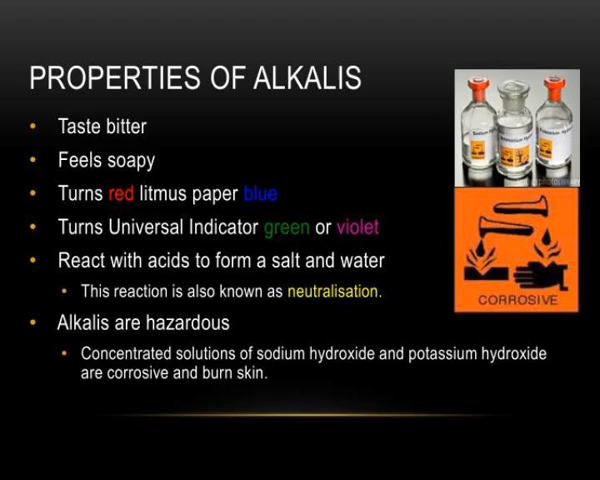 PROPERTIES OF ALKALIS
• Taste bitter
• Feels soapy
• Turns red litmus paper blue
• Turns Universal Indicator green or violet
• React with acids to form a salt and water
• This reaction is also known as neutralisation.
• Alkalis are hazardous
• Concentrated solutions of sodium hydroxide and potassium hydroxide
are corrosive and burn skin.
CORROSIVE